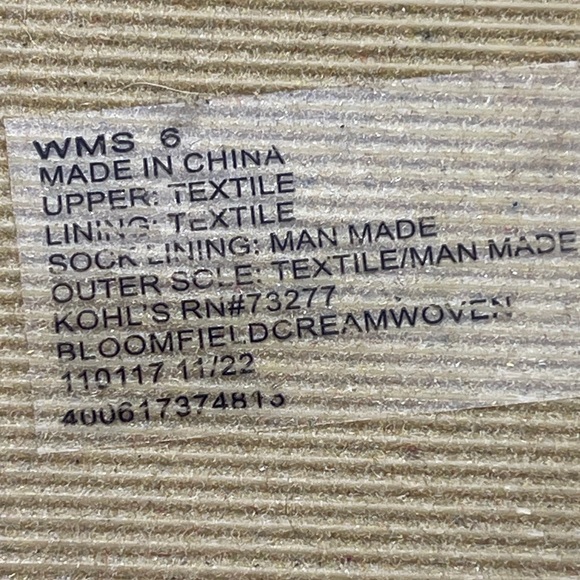 WMS 6
MADE IN CHINA
UPPER: TEXTILE
LINING: TEXTILE
SOCK LINING: MAN MADE
OUTER SOLE: TEXTILE/MAN MADE
KOHL'S RN#73277
BLOOMFIELDCREAMWOVEN
110117 11/22